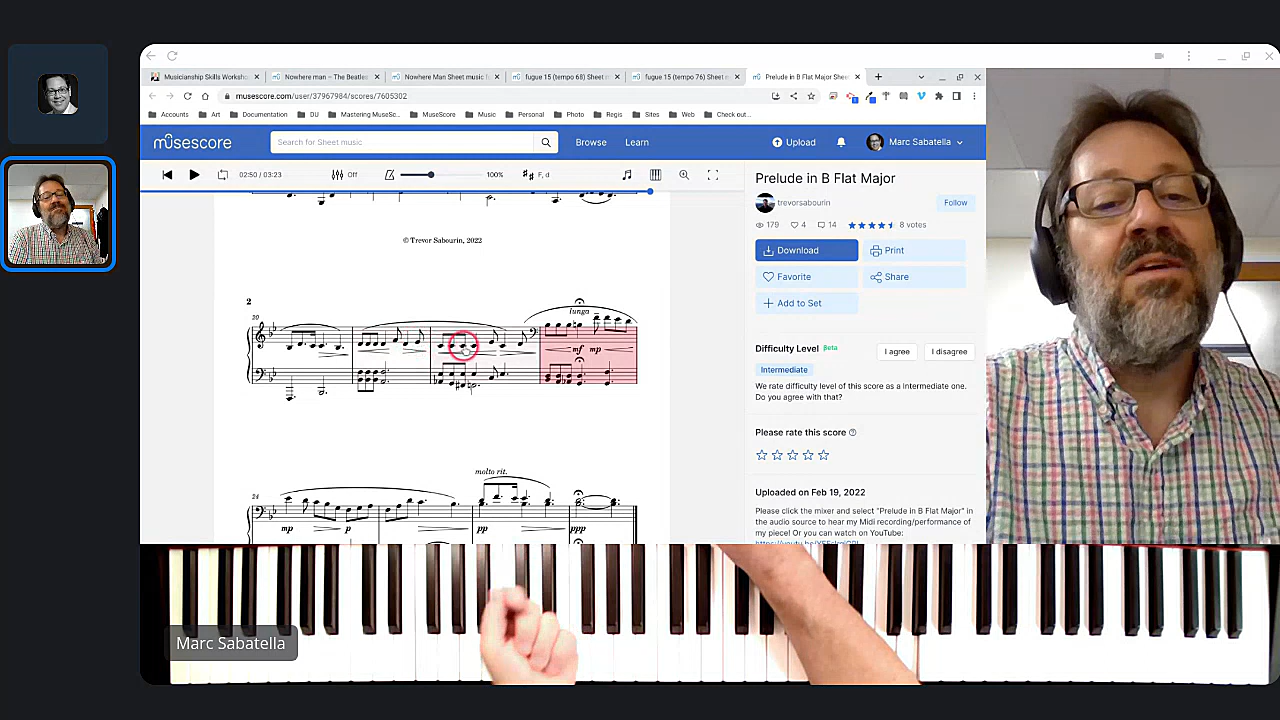 Musicianship Skills Worksho
Nowhere man – The Beatles
Nowhere Man Sheet music f
fugue 15 (tempo 68) Sheet m
fugue 15 (tempo 76) Sheet m
Prelude in B Flat Major Shee
musescore.com/user/37967984/scores/7605302
Accounts
Art
Documentation
DU
Mastering MuseSc...
MuseScore
Music
Personal
Photo
Regis
Sites
Web
Check out...
musescore
Search for Sheet music
Browse
Learn
Upload
Marc Sabatella
02:50 / 03:23
Off
100%
F, d
© Trevor Sabourin, 2022
2
20
lunga
mf
mp
molto rit.
24
mp
p
pp
ppp
Prelude in B Flat Major
trevorsabourin
Follow
179
4
14
8 votes
Download
Print
Favorite
Share
Add to Set
Difficulty Level Beta
I agree
I disagree
Intermediate
We rate difficulty level of this score as a Intermediate one.
Do you agree with that?
Please rate this score
Uploaded on Feb 19, 2022
Please click the mixer and select "Prelude in B Flat Major" in
the audio source to hear my Midi recording/performance of
my piece! Or you can watch on YouTube:
Marc Sabatella